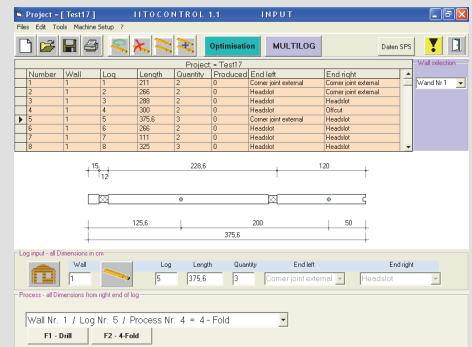 Project - [ Test17 ] IITOCONTROL 1.1 INPUT
Files Edit Tools Machine Setup ?
Optimisation MULTILOG Daten SPS
Project = Test17 Wall selection
Number Wall Log Length Quantity Produced End left End right
1 1 1 211 2 0 Corner joint external Corner joint external
2 1 2 266 2 0 Corner joint external Headslot
3 1 3 288 2 0 Headslot Headslot
4 1 4 300 2 0 Headslot Offcut
5 1 5 375,6 3 0 Corner joint external Headslot
6 1 6 266 2 0 Headslot Headslot
7 1 7 111 2 0 Headslot Headslot
8 1 8 325 3 0 Headslot Headslot
Wand Nr 1
15 228,6 120
12
125,6 200 50
375,6
Log input - all Dimensions in cm
Wall Log Length Quantity End left End right
1 5 375,6 3 Corner joint external Headslot
Process - all Dimensions from right end of log
Wall Nr. 1 / Log Nr. 5 / Process Nr. 4 = 4 - Fold
F1 - Drill F2 - 4-Fold